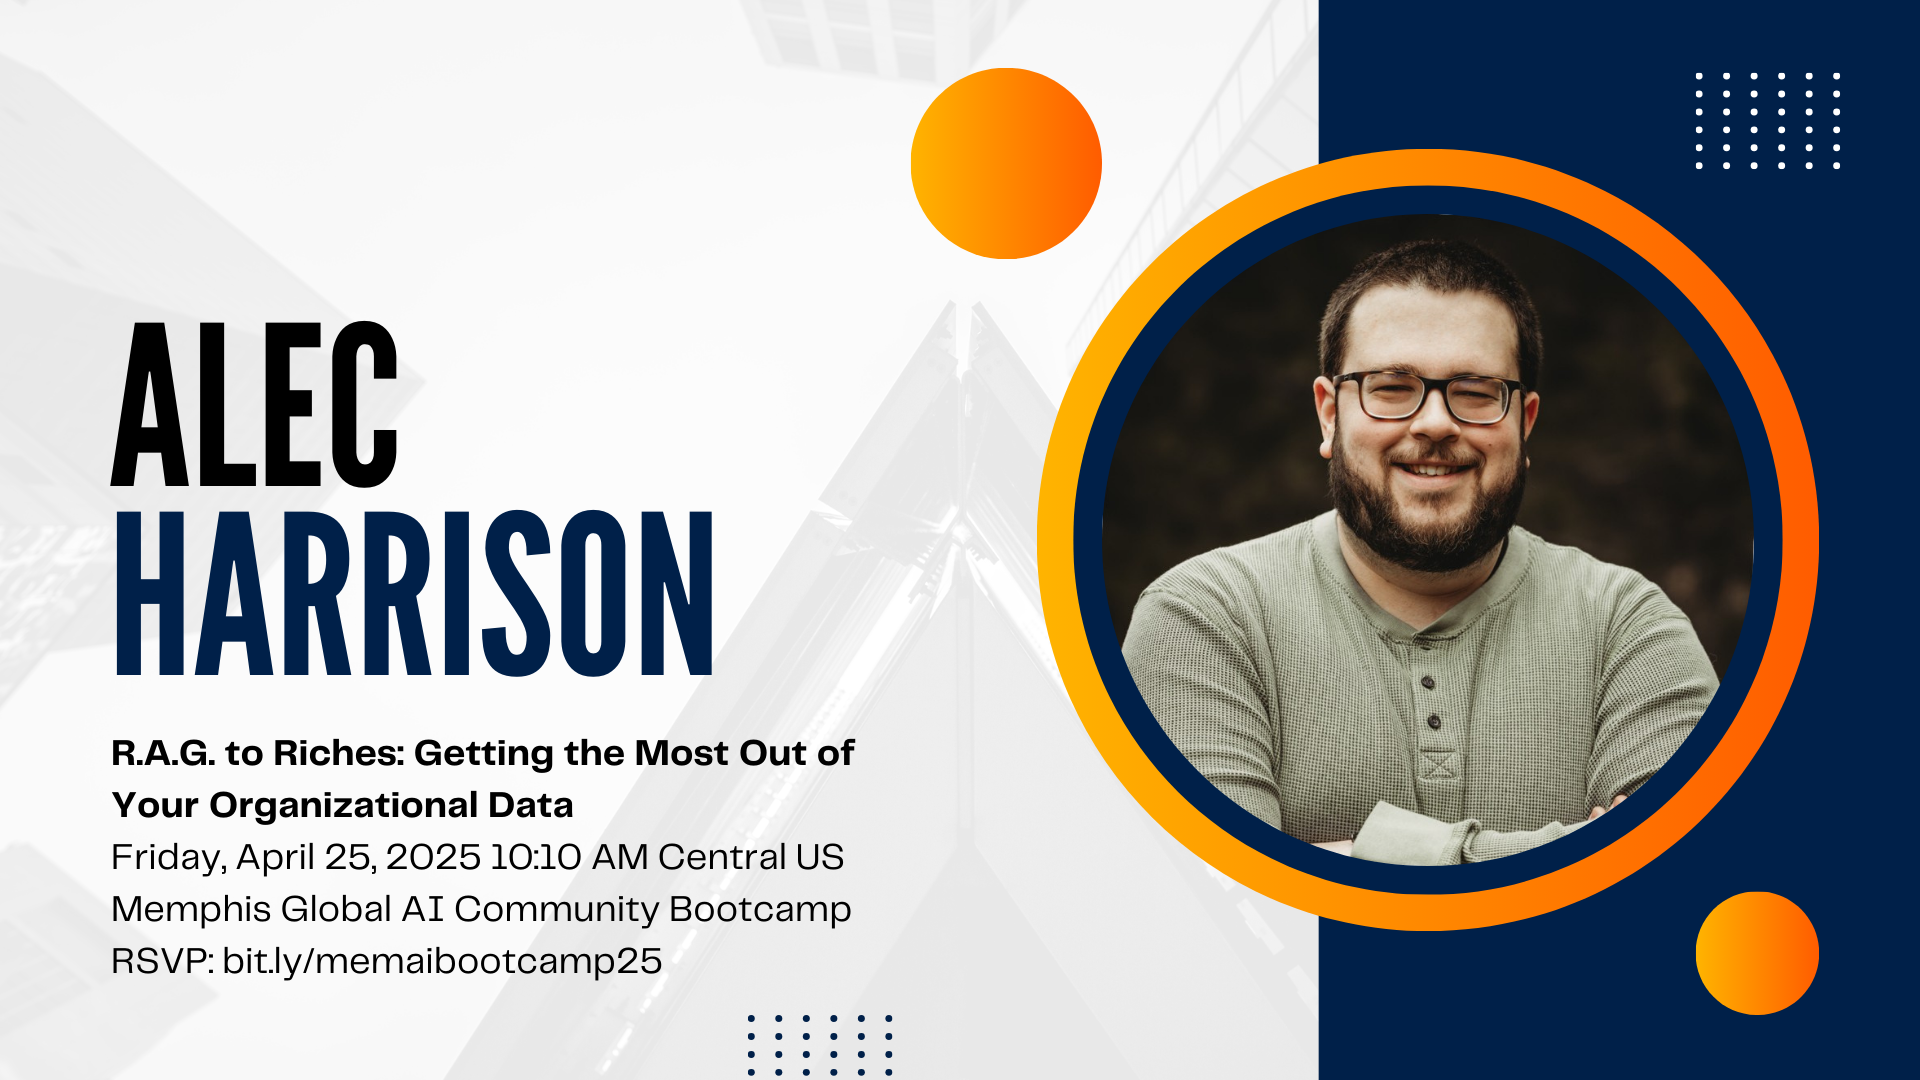 ALEC
HARRISON
R.A.G. to Riches: Getting the Most Out of
Your Organizational Data
Friday, April 25, 2025 10:10 AM Central US
Memphis Global AI Community Bootcamp
RSVP: bit.ly/memaibootcamp25